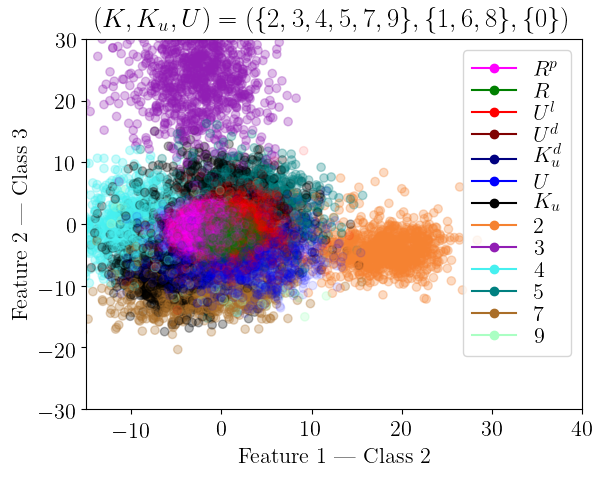 (K, K_u, U) = ({2, 3, 4, 5, 7, 9}, {1, 6, 8}, {0})
30
20
10
0
−10
−20
−30
Feature 2 — Class 3
−10
0
10
20
30
40
Feature 1 — Class 2
R^p
R
U^l
U^d
K_u^d
U
K_u
2
3
4
5
7
9